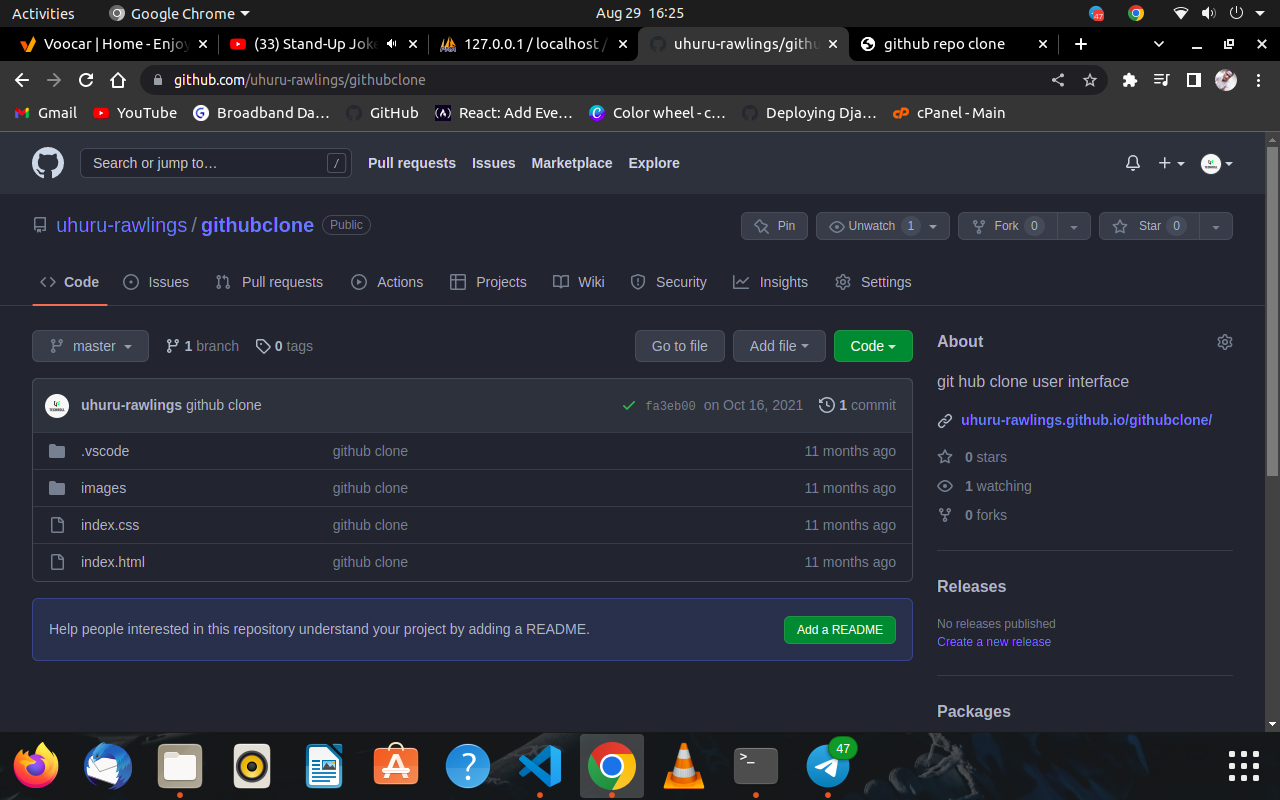 Activities Google Chrome Aug 29 16:25 47
Voocar | Home - Enjoy (33) Stand-Up Joke 127.0.0.1 / localhost / uhuru-rawlings/githu github repo clone
github.com/uhuru-rawlings/githubclone
Gmail YouTube Broadband Da… GitHub React: Add Eve… Color wheel - c… Deploying Dja… cPanel - Main
Search or jump to… / Pull requests Issues Marketplace Explore
uhuru-rawlings / githubclone Public Pin Unwatch 1 Fork 0 Star 0
Code Issues Pull requests Actions Projects Wiki Security Insights Settings
master 1 branch 0 tags Go to file Add file Code
uhuru-rawlings github clone fa3eb00 on Oct 16, 2021 1 commit
.vscode github clone 11 months ago
images github clone 11 months ago
index.css github clone 11 months ago
index.html github clone 11 months ago
Help people interested in this repository understand your project by adding a README. Add a README
About
git hub clone user interface
uhuru-rawlings.github.io/githubclone/
0 stars
1 watching
0 forks
Releases
No releases published
Create a new release
Packages
47